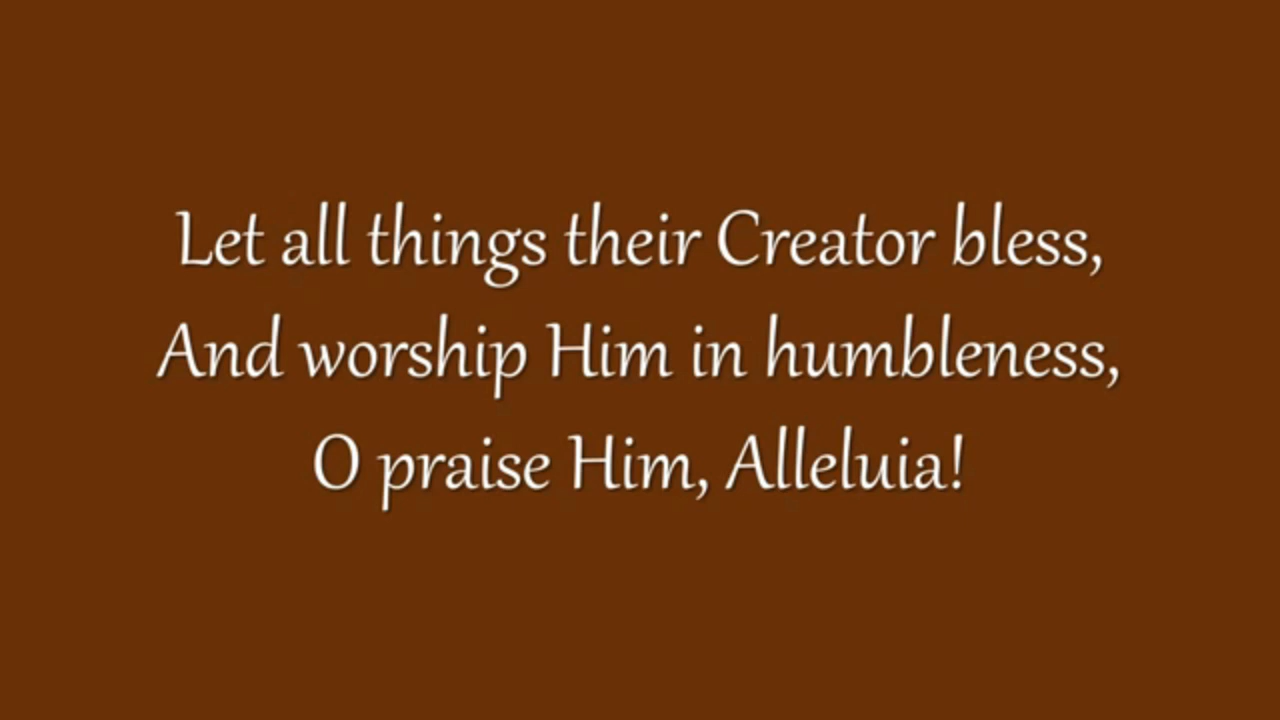 Let all things their Creator bless,
And worship Him in humbleness,
O praise Him, Alleluia!